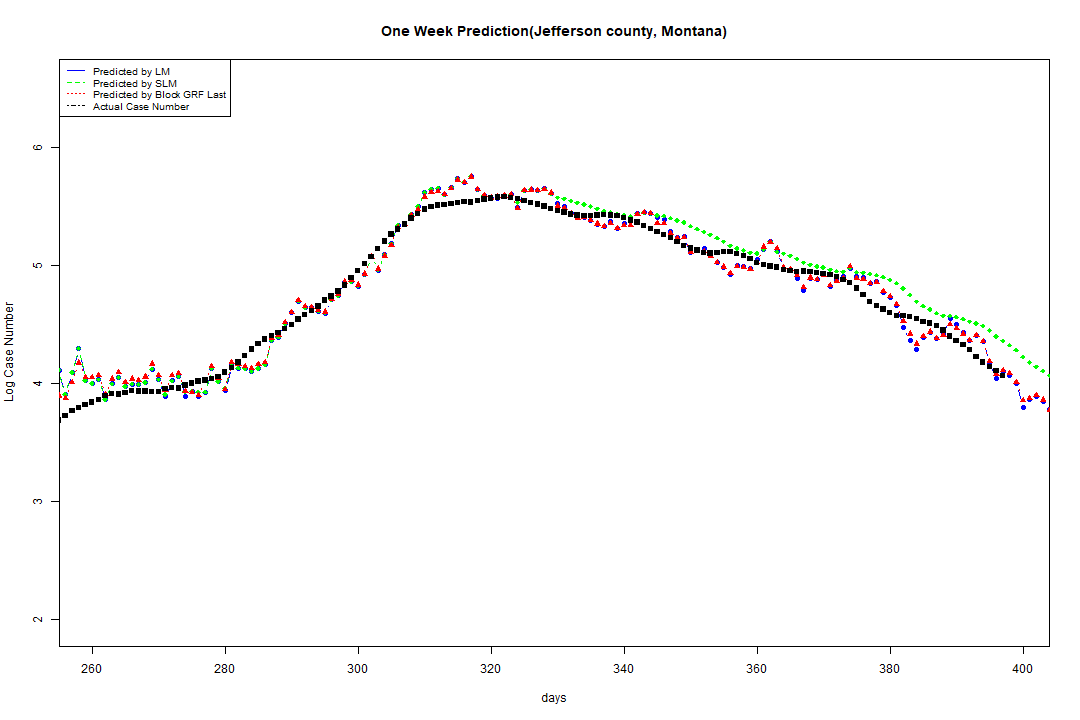 One Week Prediction(Jefferson county, Montana)
Predicted by LM
Predicted by SLM
Predicted by Block GRF Last
Actual Case Number
Log Case Number
6
5
4
3
2
260 280 300 320 340 360 380 400
days